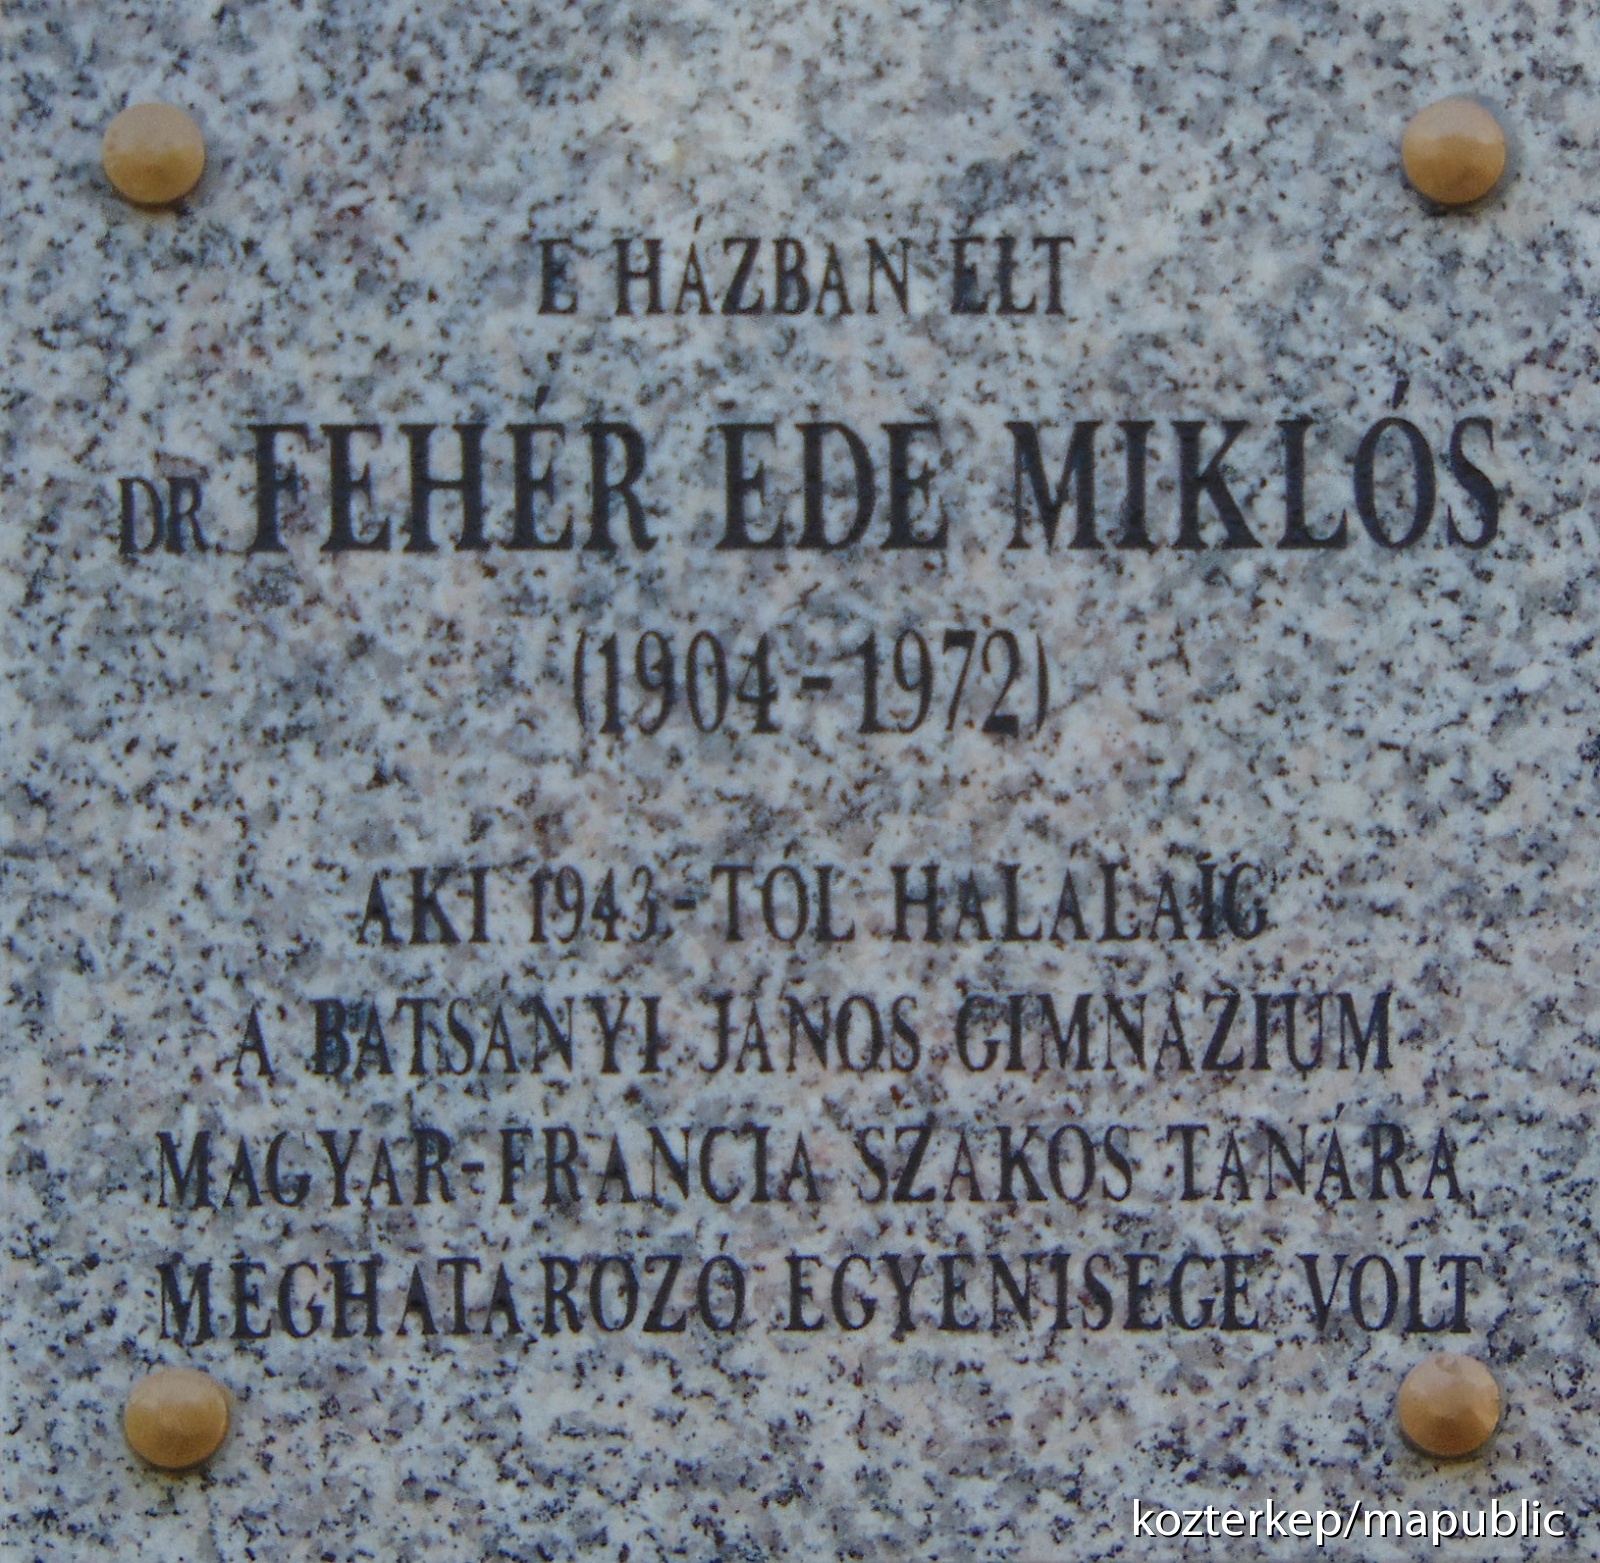 E HÁZBAN ÉLT
DR. FEHÉR EDE MIKLÓS
(1904-1972)
AKI 1943-TÓL HALÁLÁIG
A BATSÁNYI JÁNOS GIMNÁZIUM
MAGYAR-FRANCIA SZAKOS TANÁRA,
MEGHATÁROZÓ EGYÉNISÉGE VOLT
kozterkep/mapublic